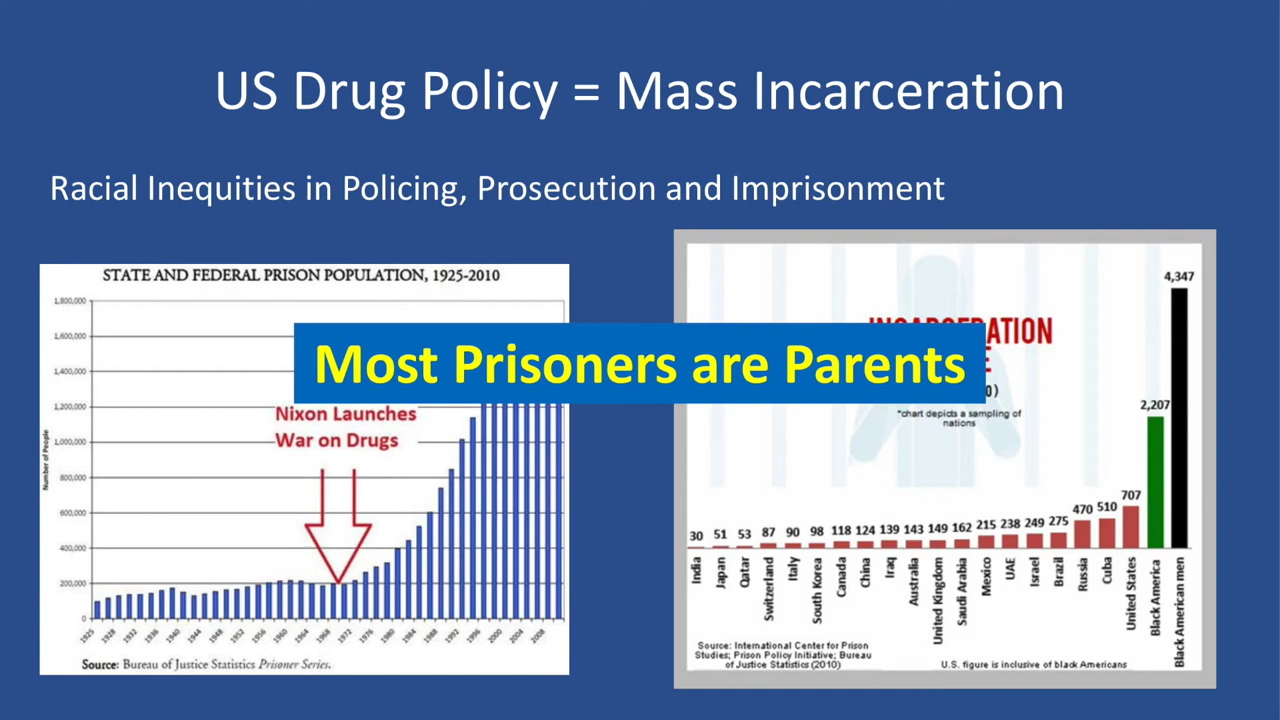 US Drug Policy = Mass Incarceration
Racial Inequities in Policing, Prosecution and Imprisonment
STATE AND FEDERAL PRISON POPULATION, 1925-2010
Number of People
1,800,000
1,600,000
1,400,000
1,200,000
1,000,000
800,000
600,000
400,000
200,000
0
Nixon Launches
War on Drugs
1925 1928 1932 1936 1940 1944 1948 1952 1956 1960 1964 1968 1972 1976 1980 1984 1988 1992 1996 2000 2004 2008
Source: Bureau of Justice Statistics Prisoner Series.
Most Prisoners are Parents
*chart depicts a sampling of
nations
30 51 53 87 90 98 118 124 139 143 149 162 215 238 249 275 470 510 707 2,207 4,347
India
Japan
Qatar
Switzerland
Italy
South Korea
Canada
China
Iraq
Australia
United Kingdom
Saudi Arabia
Mexico
UAE
Israel
Brazil
Russia
Cuba
United States
Black America
Black American men
Source: International Center for Prison
Studies; Prison Policy Initiative; Bureau
of Justice Statistics (2010)
U.S. figure is inclusive of black Americans